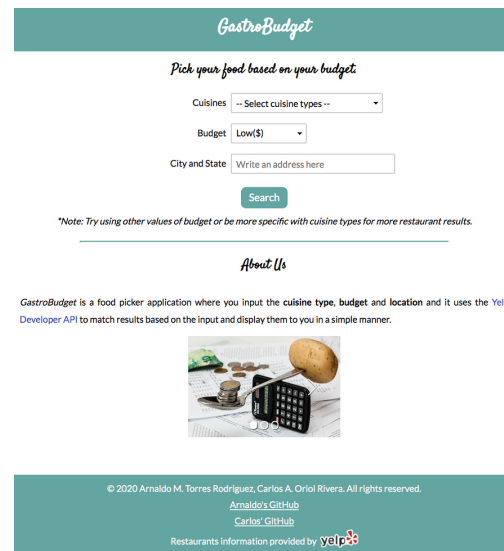 GastroBudget
Pick your food based on your budget.
Cuisines -- Select cuisine types --
Budget Low($)
City and State Write an address here
Search
*Note: Try using other values of budget or be more specific with cuisine types for more restaurant results.
About Us
GastroBudget is a food picker application where you input the cuisine type, budget and location and it uses the Yel
Developer API to match results based on the input and display them to you in a simple manner.
© 2020 Arnaldo M. Torres Rodriguez, Carlos A. Oriol Rivera. All rights reserved.
Arnaldo's GitHub
Carlos' GitHub
Restaurants information provided by yelp